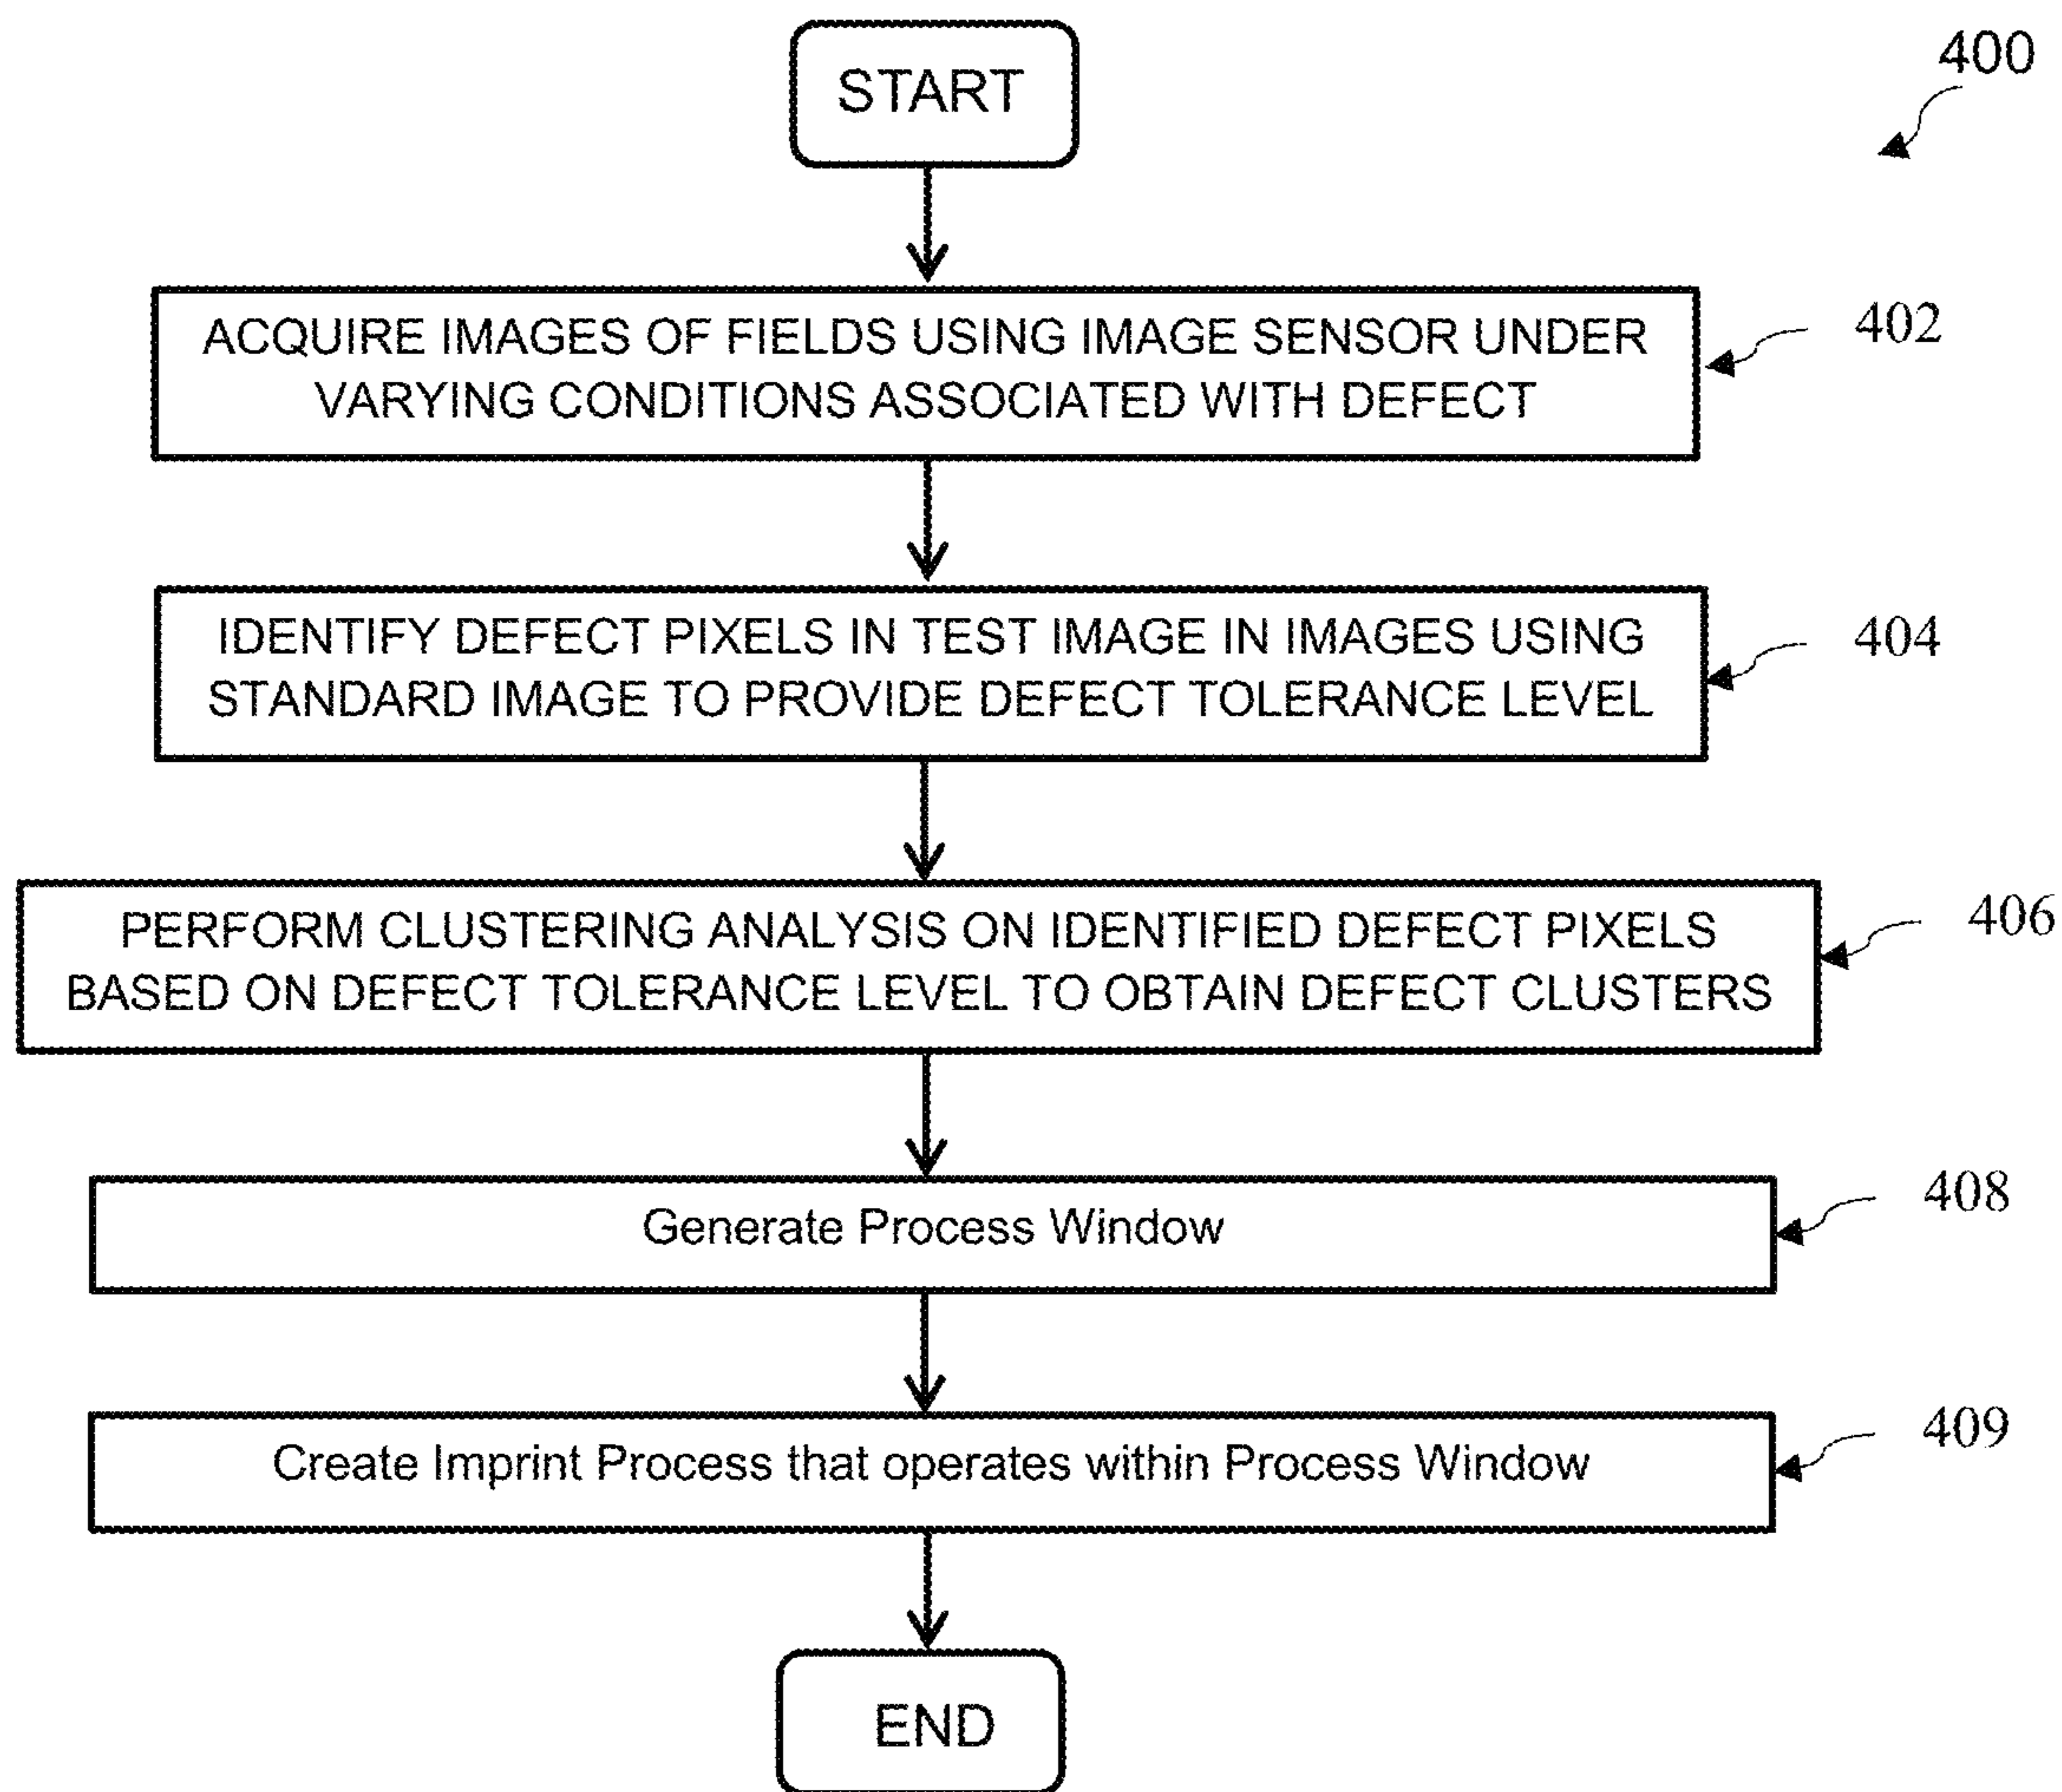 START
400
ACQUIRE IMAGES OF FIELDS USING IMAGE SENSOR UNDER
VARYING CONDITIONS ASSOCIATED WITH DEFECT
402
IDENTIFY DEFECT PIXELS IN TEST IMAGE IN IMAGES USING
STANDARD IMAGE TO PROVIDE DEFECT TOLERANCE LEVEL
404
PERFORM CLUSTERING ANALYSIS ON IDENTIFIED DEFECT PIXELS
BASED ON DEFECT TOLERANCE LEVEL TO OBTAIN DEFECT CLUSTERS
406
Generate Process Window
408
Create Imprint Process that operates within Process Window
409
END